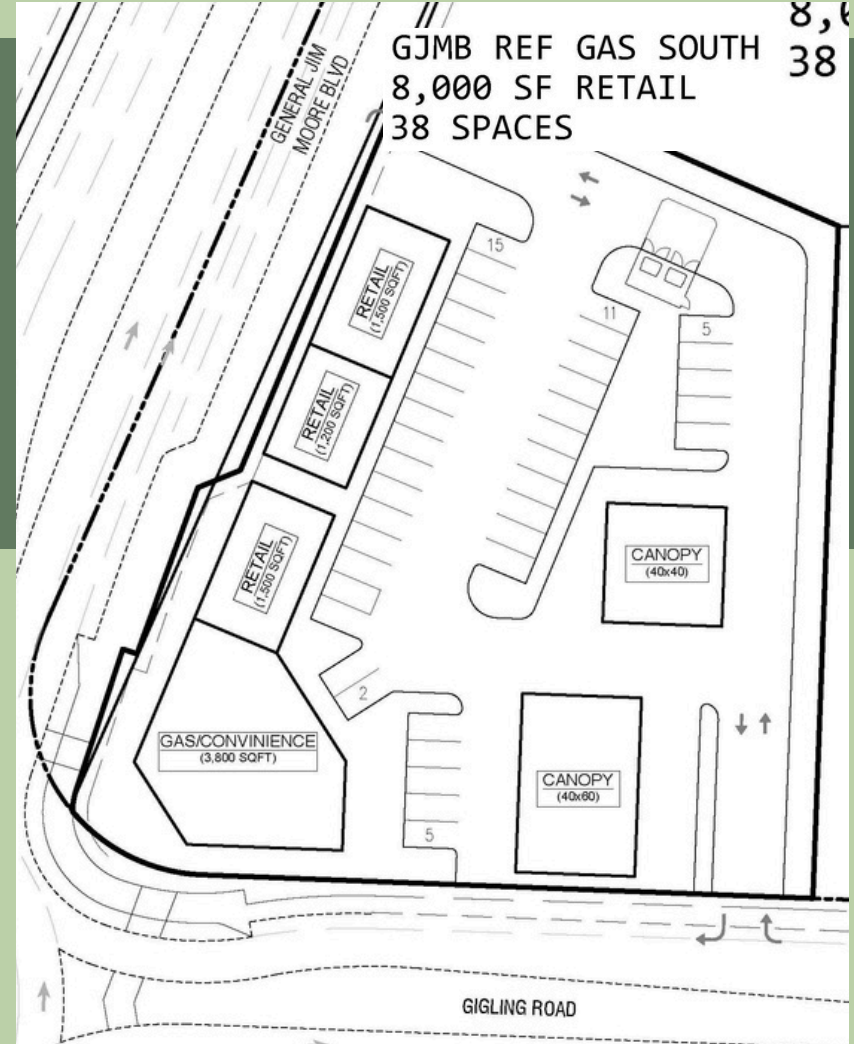 GJMB REF GAS SOUTH
8,000 SF RETAIL
38 SPACES
38
GENERAL JIM
MOORE BLVD
15
RETAIL
(1,500 SQFT)
11
5
RETAIL
(1,200 SQFT)
RETAIL
(1,500 SQFT)
CANOPY
(40x40)
2
GAS/CONVINIENCE
(3,800 SQFT)
CANOPY
(40x60)
5
GIGLING ROAD